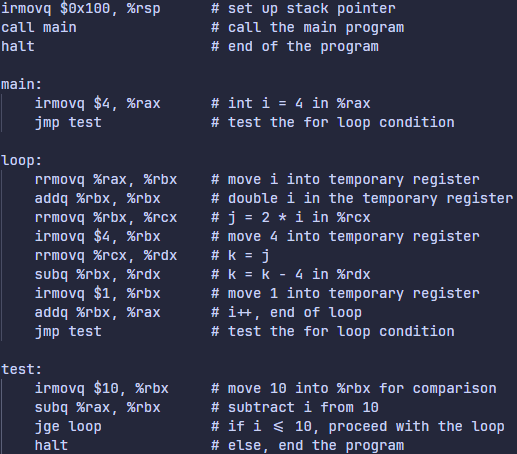 irmovq $0x100, %rsp      # set up stack pointer
call main                # call the main program
halt                     # end of the program
main:
    irmovq $4, %rax      # int i = 4 in %rax
    jmp test             # test the for loop condition
loop:
    rrmovq %rax, %rbx    # move i into temporary register
    addq %rbx, %rbx      # double i in the temporary register
    rrmovq %rbx, %rcx    # j = 2 * i in %rcx
    irmovq $4, %rbx      # move 4 into temporary register
    rrmovq %rcx, %rdx    # k = j
    subq %rbx, %rdx      # k = k - 4 in %rdx
    irmovq $1, %rbx      # move 1 into temporary register
    addq %rbx, %rax      # i++, end of loop
    jmp test             # test the for loop condition
test:
    irmovq $10, %rbx     # move 10 into %rbx for comparison
    subq %rax, %rbx      # subtract i from 10
    jge loop             # if i <= 10, proceed with the loop
    halt                 # else, end the program